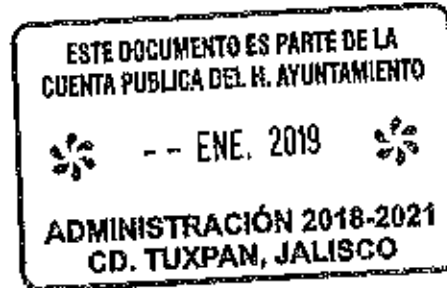 ESTE DOCUMENTO ES PARTE DE LA
CUENTA PUBLICA DEL H. AYUNTAMIENTO
-- ENE. 2019
ADMINISTRACIÓN 2018-2021
CD. TUXPAN, JALISCO